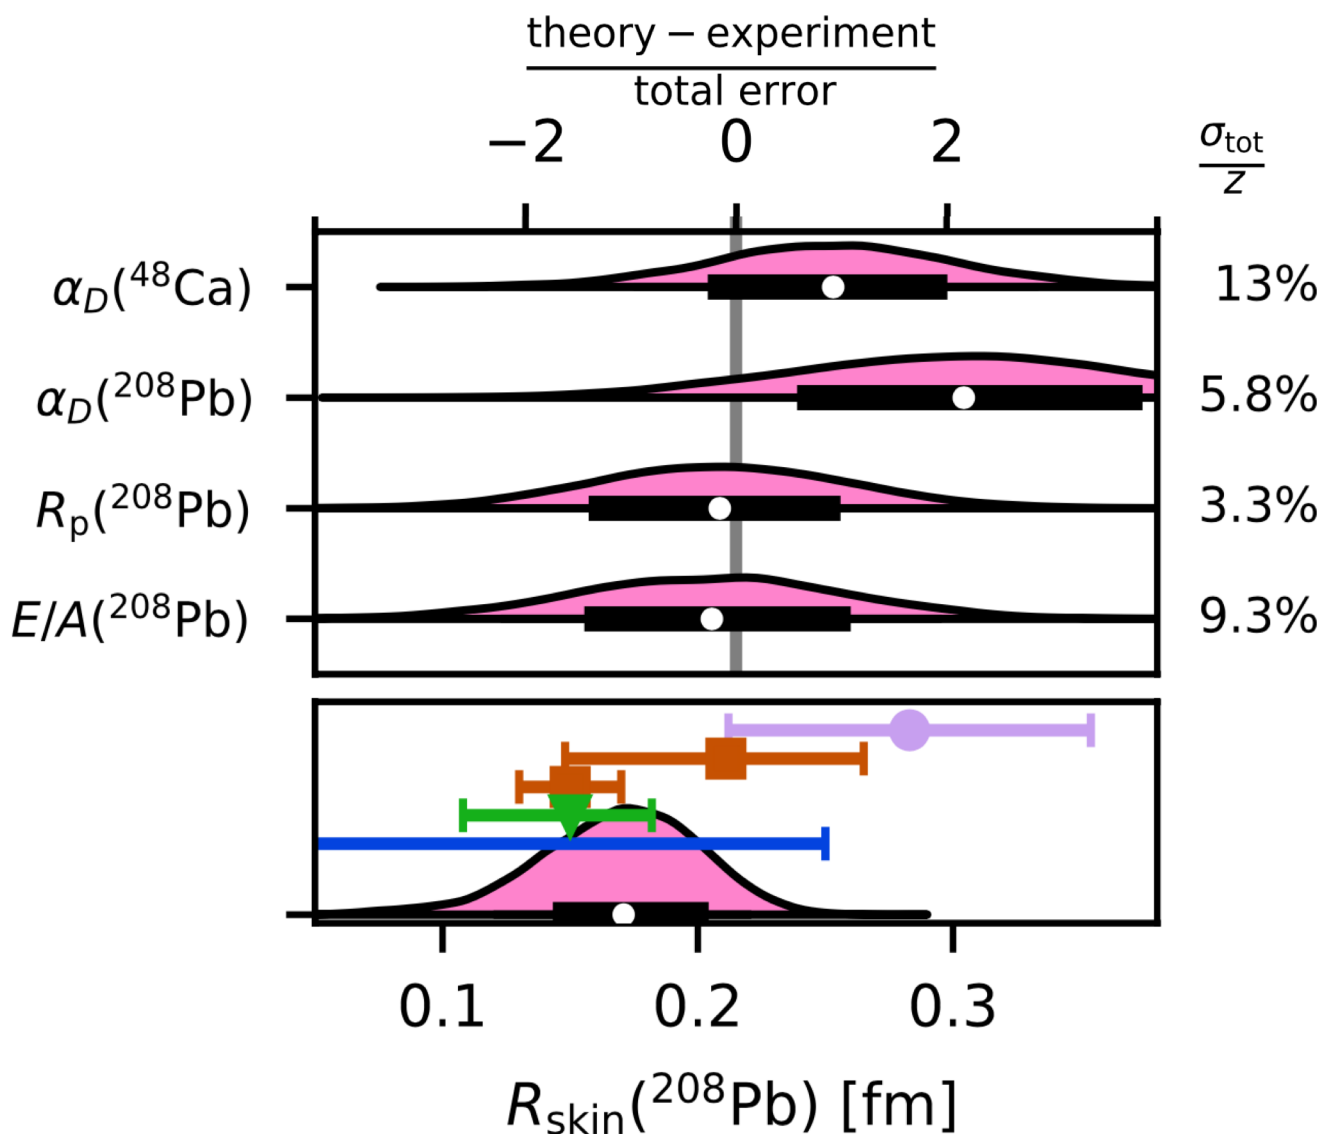 theory − experiment
total error
−2 0 2
σtot
z
αD(48Ca) 13%
αD(208Pb) 5.8%
Rp(208Pb) 3.3%
E/A(208Pb) 9.3%
0.1 0.2 0.3
Rskin(208Pb) [fm]